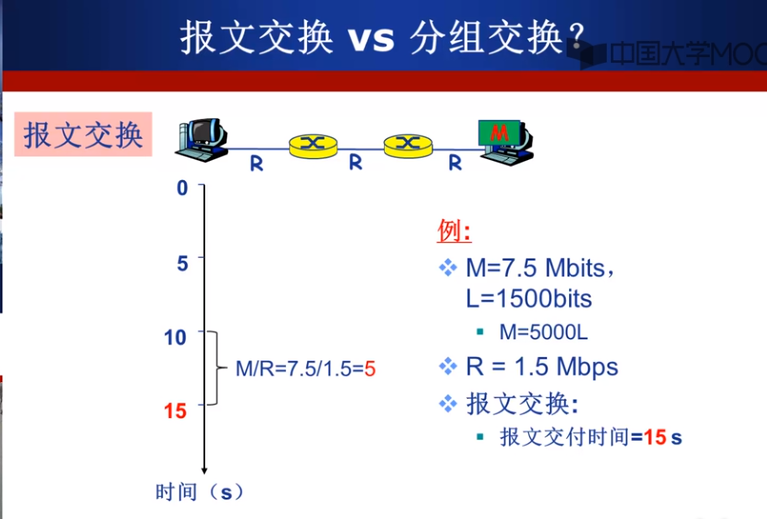 报文交换 vs 分组交换？
中国大学MOO
报文交换
M
R R R
0
5
10
15
M/R=7.5/1.5=5
时间（s）
例:
M=7.5 Mbits，
L=1500bits
M=5000L
R = 1.5 Mbps
报文交换:
报文交付时间=15 s